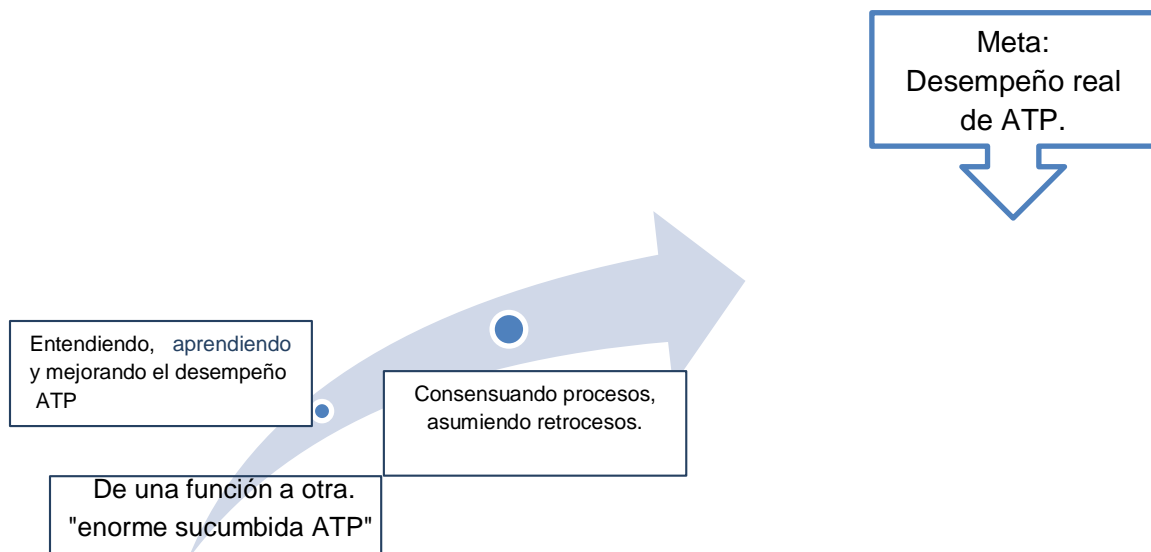 Meta:
Desempeño real
de ATP.
Entendiendo, aprendiendo
y mejorando el desempeño
ATP
Consensuando procesos,
asumiendo retrocesos.
De una función a otra.
"enorme sucumbida ATP"